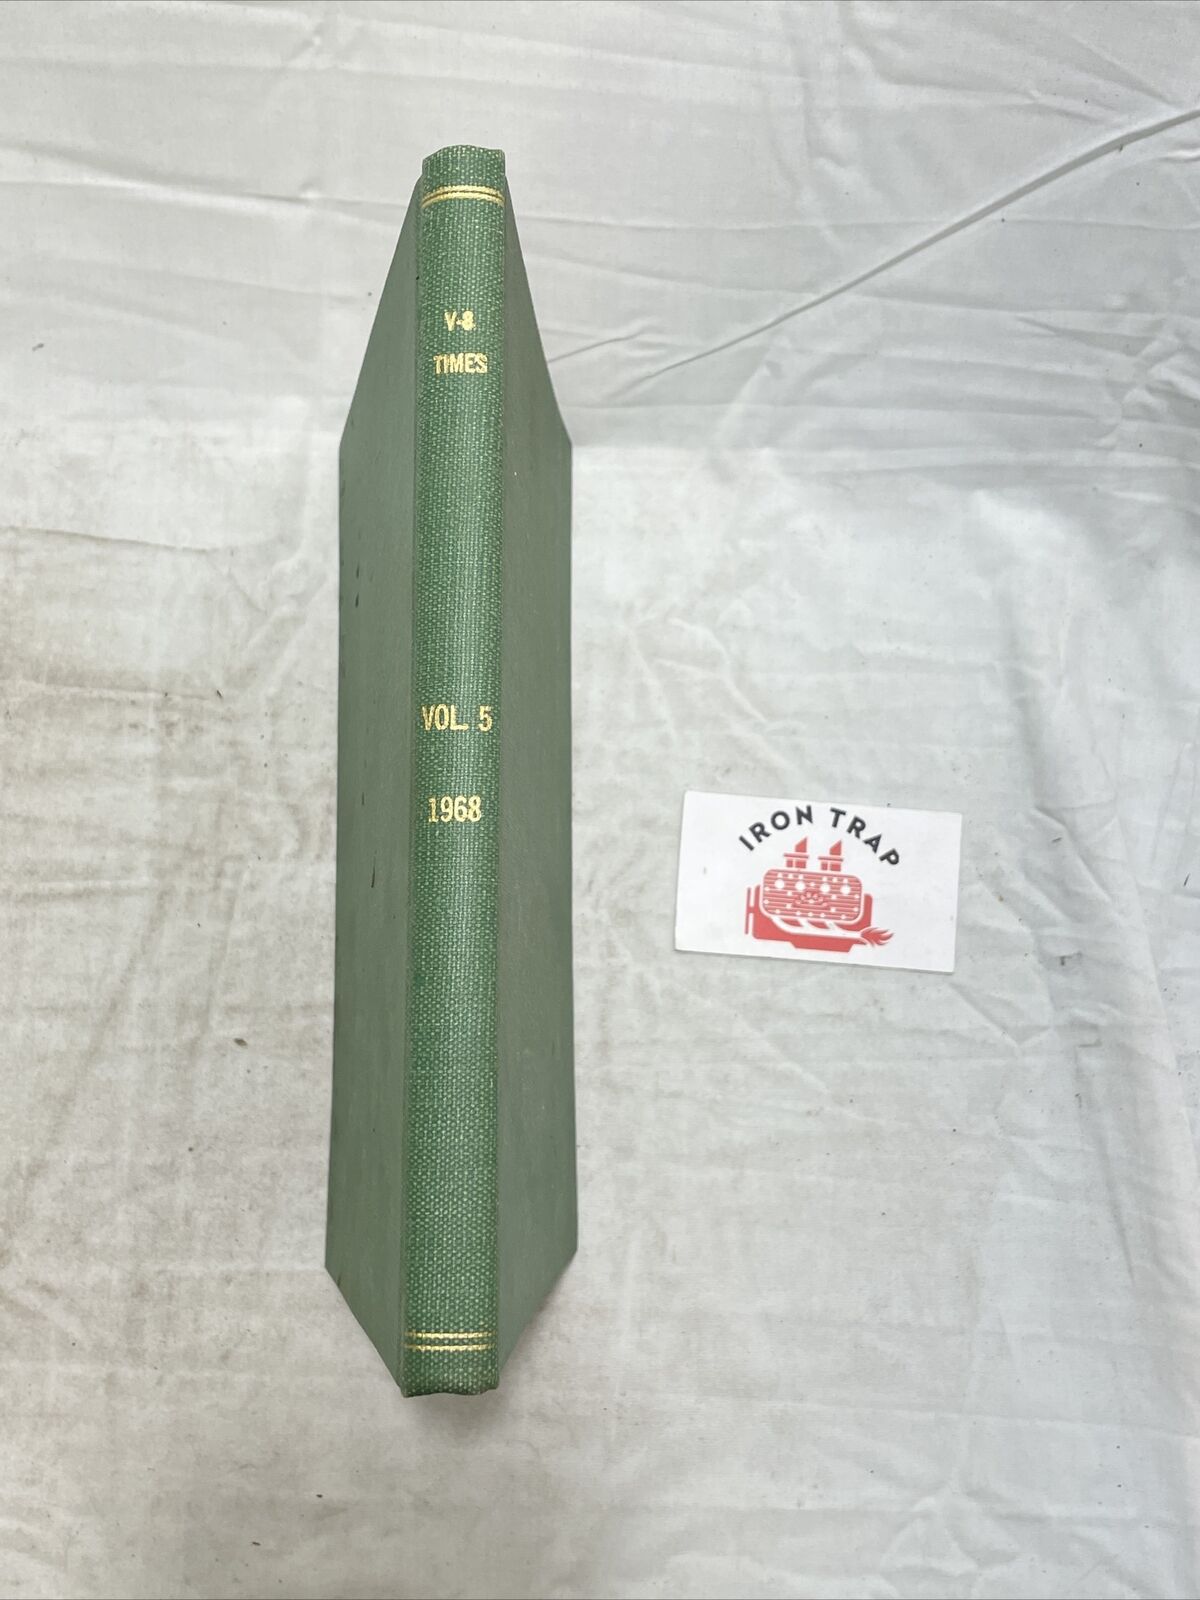 V-8
TIMES
VOL. 5
1968
IRON TRAP